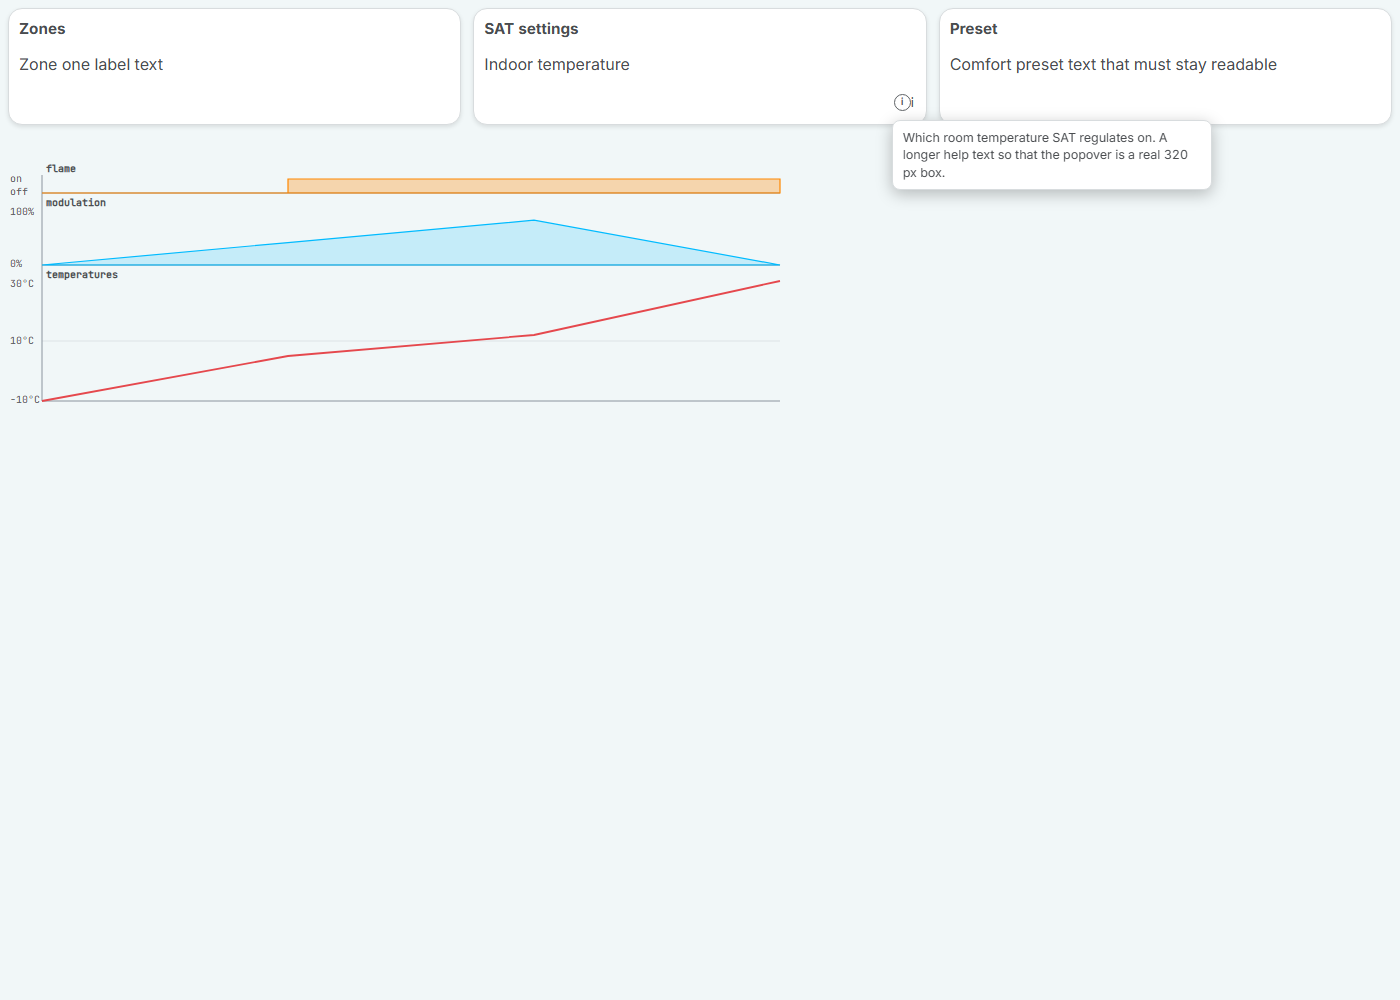 Zones
Zone one label text
SAT settings
Indoor temperature
i i
Preset
Comfort preset text that must stay readable
Which room temperature SAT regulates on. A
longer help text so that the popover is a real 320
px box.
flame
on
off
modulation
100%
0%
temperatures
30°C
10°C
-10°C